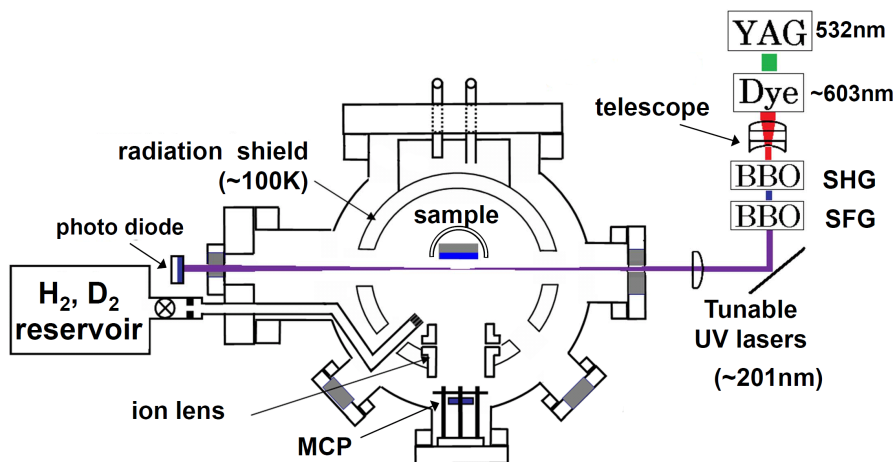 YAG 532nm
Dye ~603nm
telescope
BBO SHG
BBO SFG
radiation shield
(~100K)
sample
photo diode
H₂, D₂
reservoir
Tunable
UV lasers
(~201nm)
ion lens
MCP